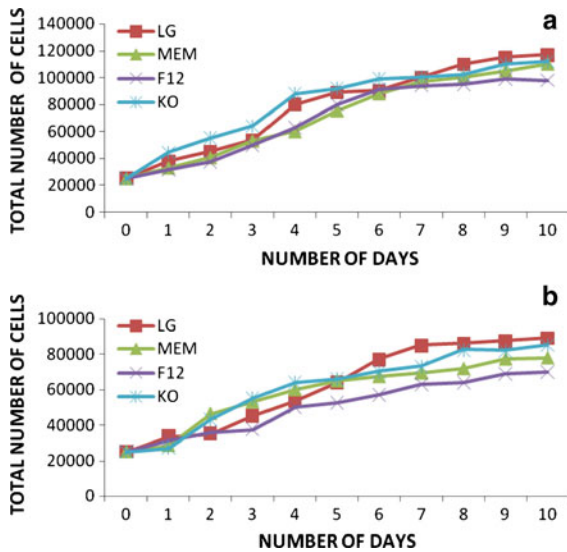 a
TOTAL NUMBER OF CELLS
140000
120000
100000
80000
60000
40000
20000
0
LG
MEM
F12
KO
0 1 2 3 4 5 6 7 8 9 10
NUMBER OF DAYS
b
TOTAL NUMBER OF CELLS
100000
80000
60000
40000
20000
0
LG
MEM
F12
KO
0 1 2 3 4 5 6 7 8 9 10
NUMBER OF DAYS